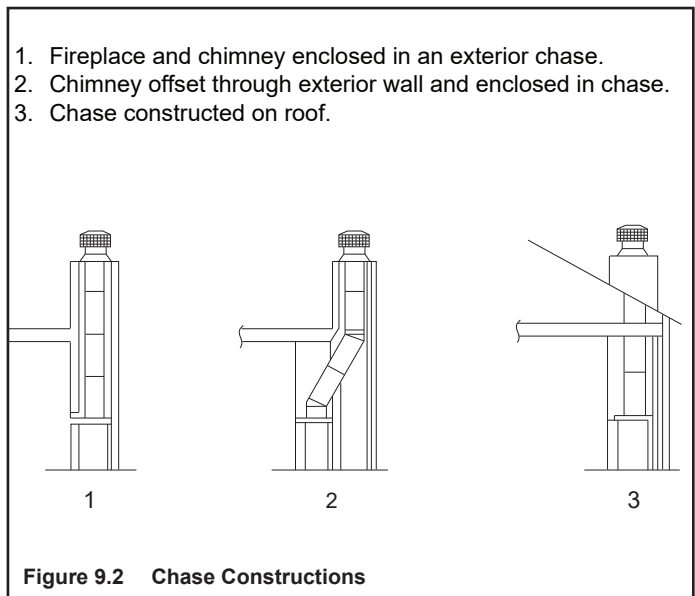 1. Fireplace and chimney enclosed in an exterior chase.
2. Chimney offset through exterior wall and enclosed in chase.
3. Chase constructed on roof.
1 2 3
Figure 9.2 Chase Constructions